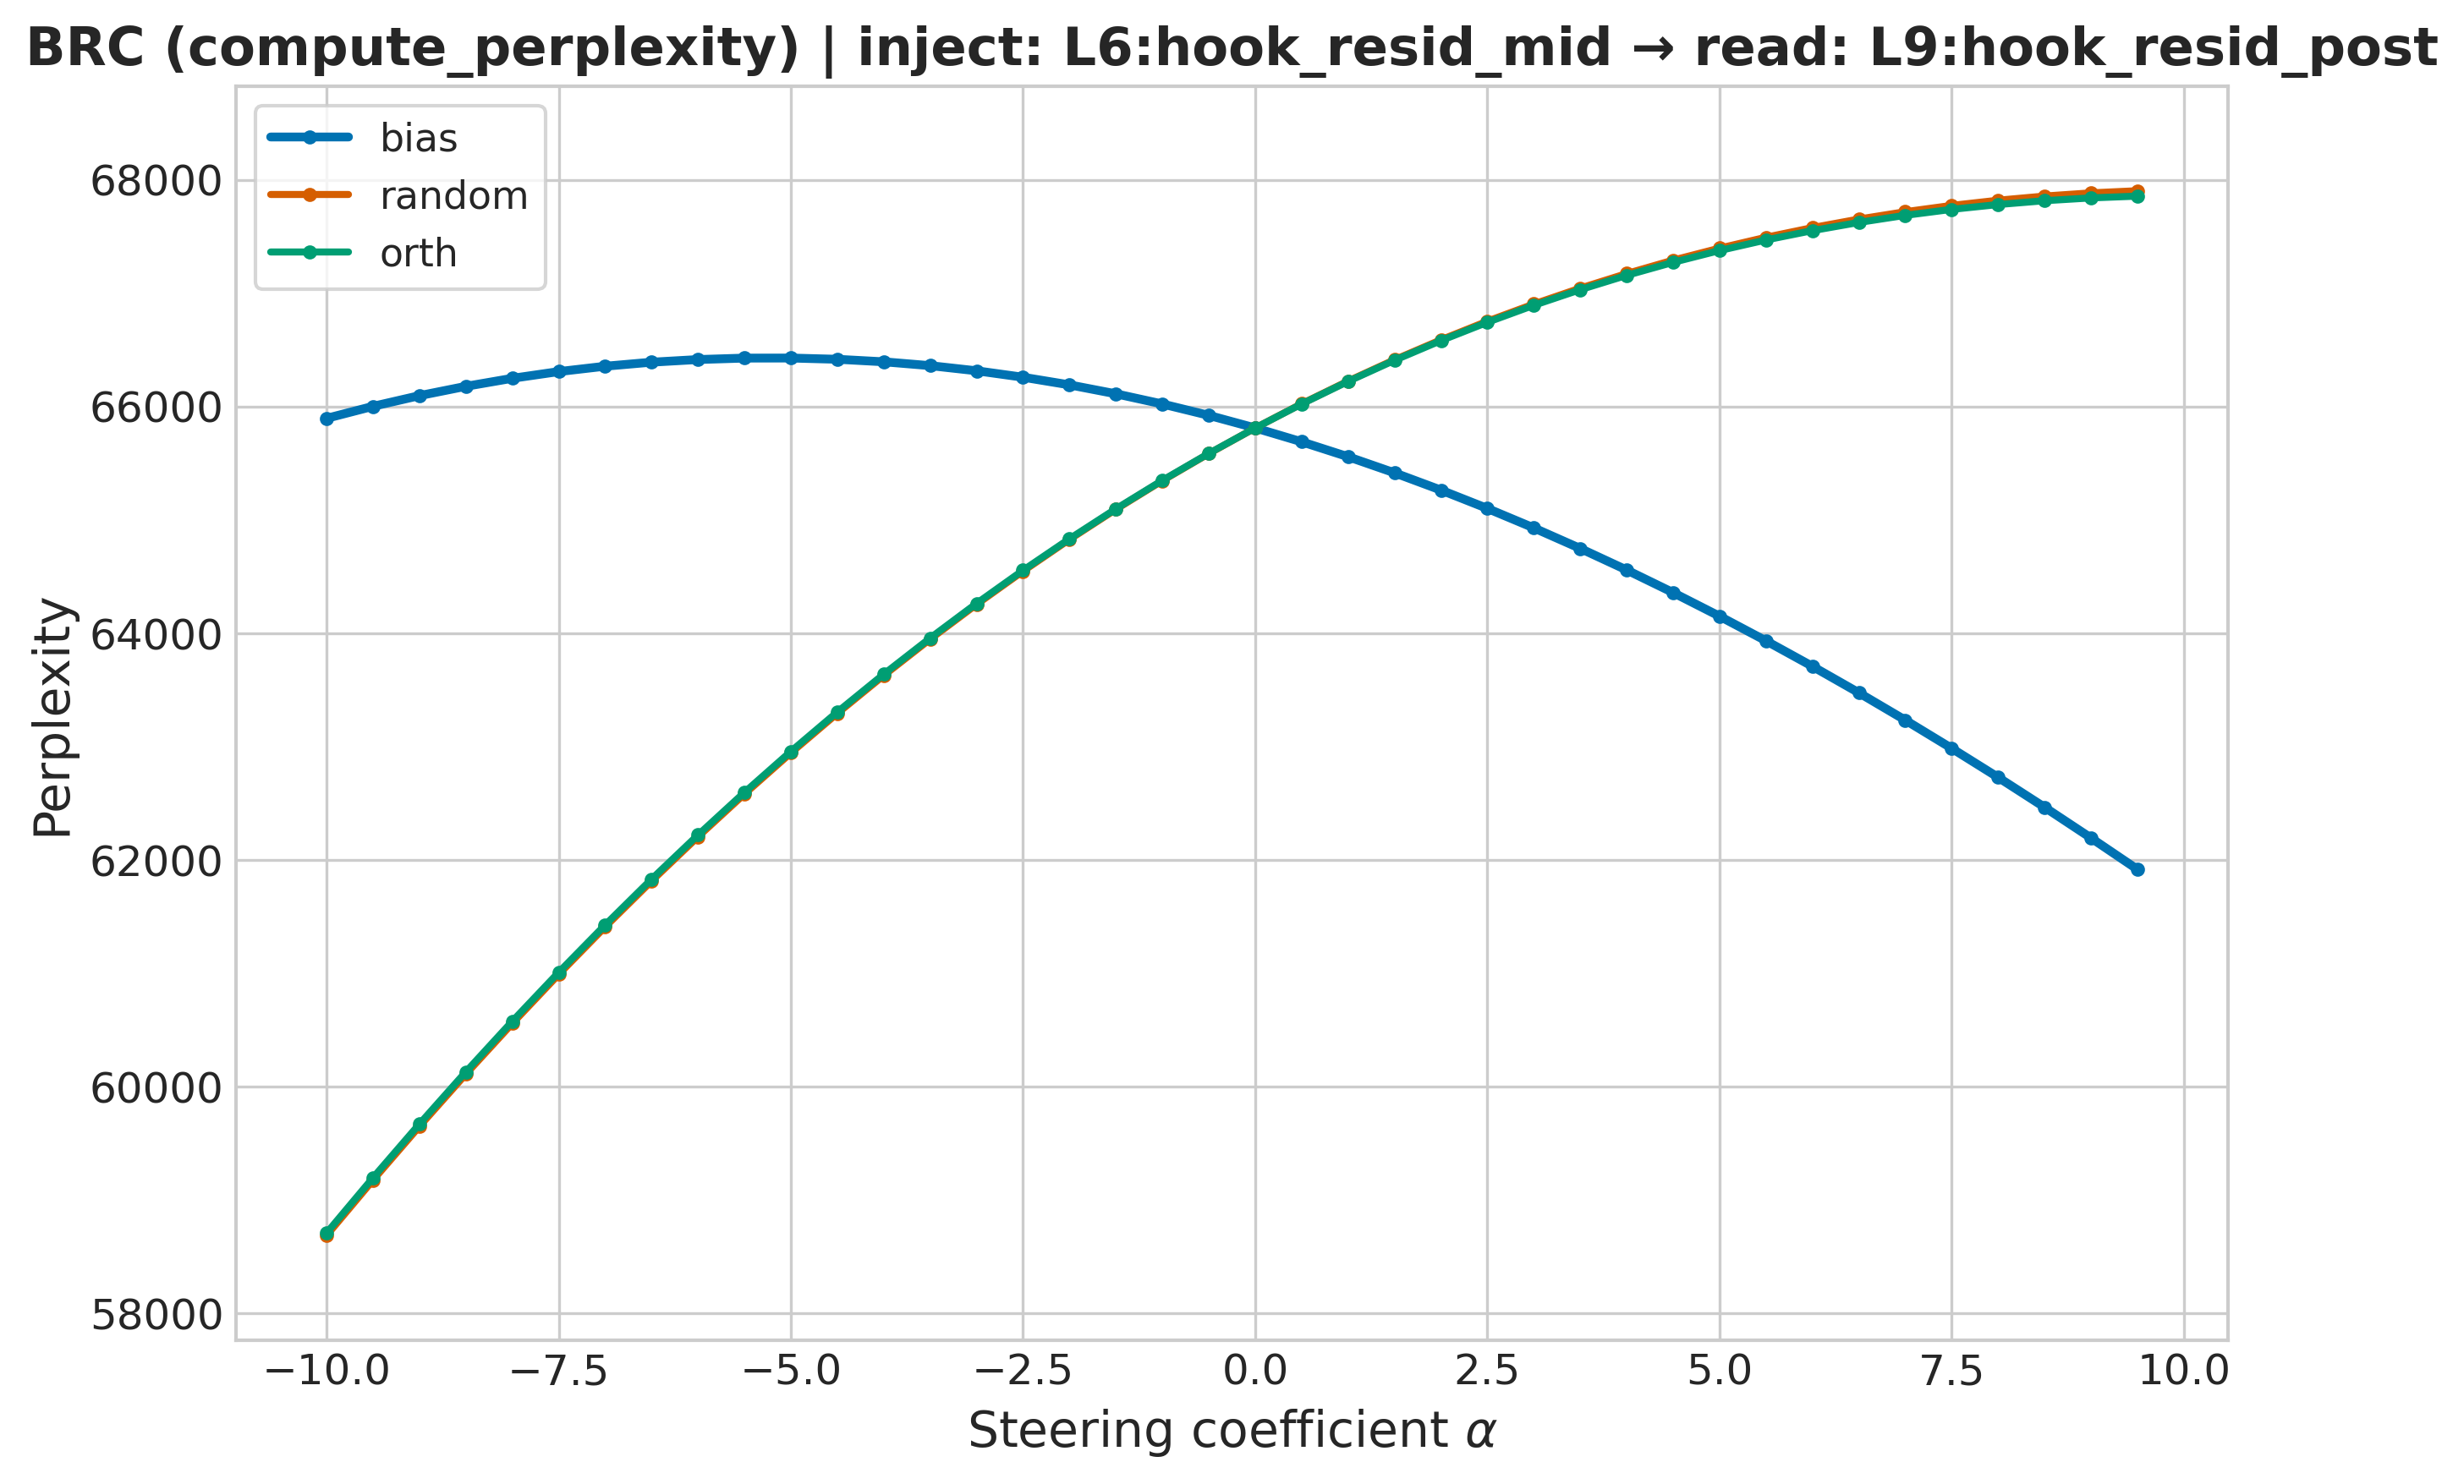 BRC (compute_perplexity) | inject: L6:hook_resid_mid → read: L9:hook_resid_post
bias
random
orth
Perplexity
68000
66000
64000
62000
60000
58000
−10.0 −7.5 −5.0 −2.5 0.0 2.5 5.0 7.5 10.0
Steering coefficient α